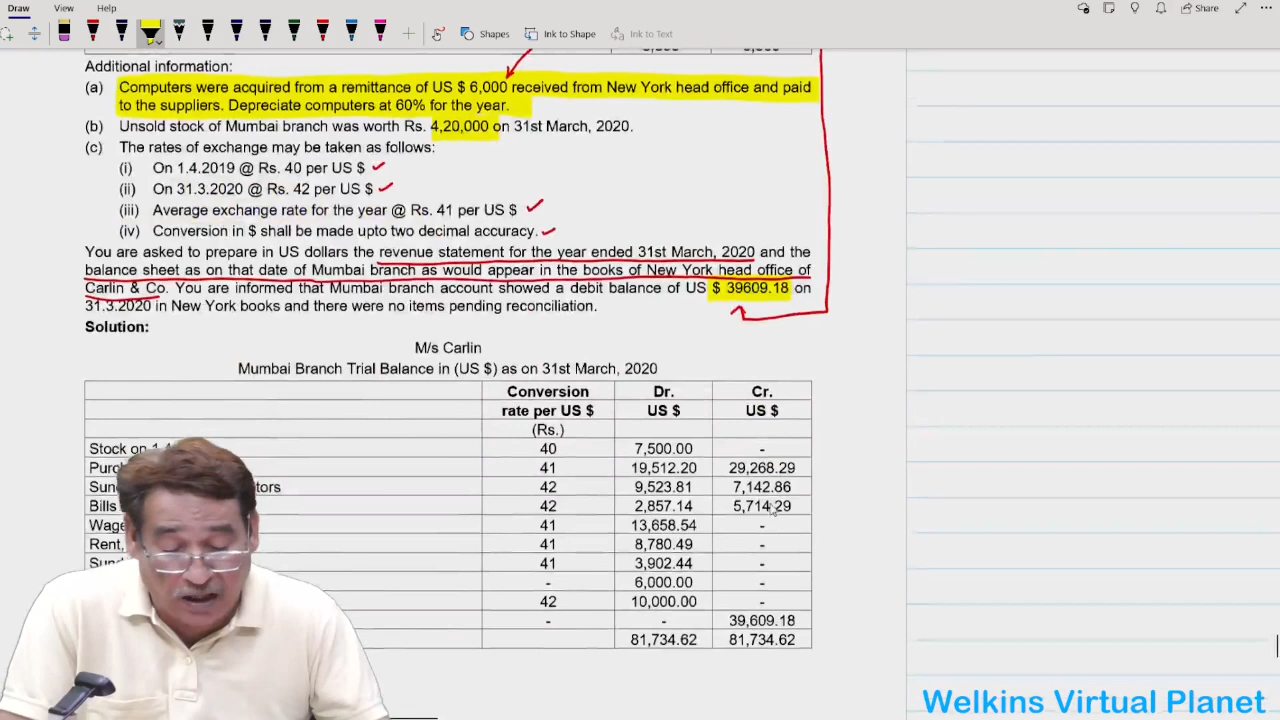 Draw View Help
Share
Shapes Ink to Shape Ink to Text
Additional information:
(a) Computers were acquired from a remittance of US $ 6,000 received from New York head office and paid
to the suppliers. Depreciate computers at 60% for the year.
(b) Unsold stock of Mumbai branch was worth Rs. 4,20,000 on 31st March, 2020.
(c) The rates of exchange may be taken as follows:
(i) On 1.4.2019 @ Rs. 40 per US $
(ii) On 31.3.2020 @ Rs. 42 per US $
(iii) Average exchange rate for the year @ Rs. 41 per US $
(iv) Conversion in $ shall be made upto two decimal accuracy.
You are asked to prepare in US dollars the revenue statement for the year ended 31st March, 2020 and the
balance sheet as on that date of Mumbai branch as would appear in the books of New York head office of
Carlin & Co. You are informed that Mumbai branch account showed a debit balance of US $ 39609.18 on
31.3.2020 in New York books and there were no items pending reconciliation.
Solution:
M/s Carlin
Mumbai Branch Trial Balance in (US $) as on 31st March, 2020
Conversion Dr. Cr.
rate per US $ US $ US $
(Rs.)
Stock on 40 7,500.00 -
41 19,512.20 29,268.29
42 9,523.81 7,142.86
Bills 42 2,857.14 5,714.29
41 13,658.54 -
Rent, 41 8,780.49 -
41 3,902.44 -
- 6,000.00 -
42 10,000.00 -
- - 39,609.18
81,734.62 81,734.62
Welkins Virtual Planet